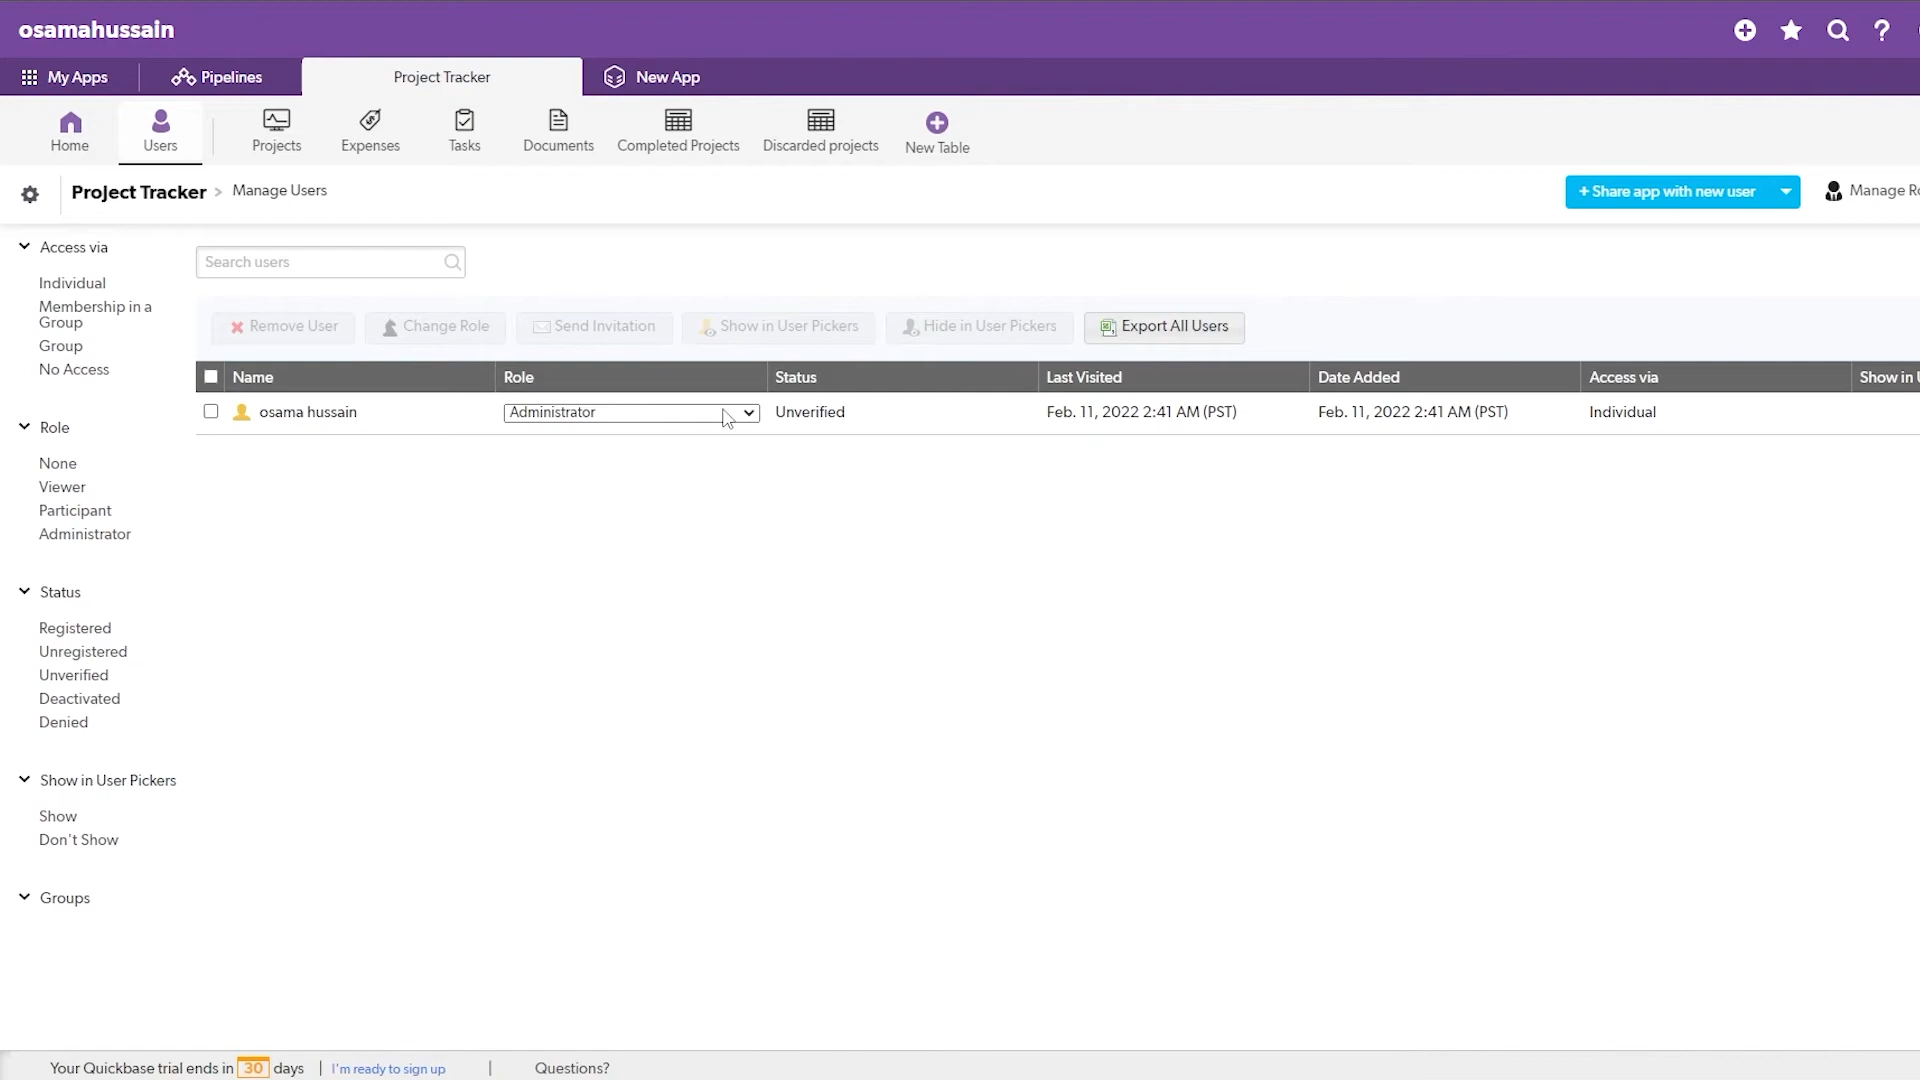 osamahussain
?
My Apps
Pipelines
Project Tracker
New App
Home
Users
Projects
Expenses
Tasks
Documents
Completed Projects
Discarded projects
New Table
Project Tracker > Manage Users
+ Share app with new user
Manage Ro
Access via
Individual
Membership in a
Group
Group
No Access
Role
None
Viewer
Participant
Administrator
Status
Registered
Unregistered
Unverified
Deactivated
Denied
Show in User Pickers
Show
Don't Show
Groups
Search users
Remove User
Change Role
Send Invitation
Show in User Pickers
Hide in User Pickers
Export All Users
Name
Role
Status
Last Visited
Date Added
Access via
Show in U
osama hussain
Administrator
Unverified
Feb. 11, 2022 2:41 AM (PST)
Feb. 11, 2022 2:41 AM (PST)
Individual
Your Quickbase trial ends in 30 days | I'm ready to sign up | Questions?